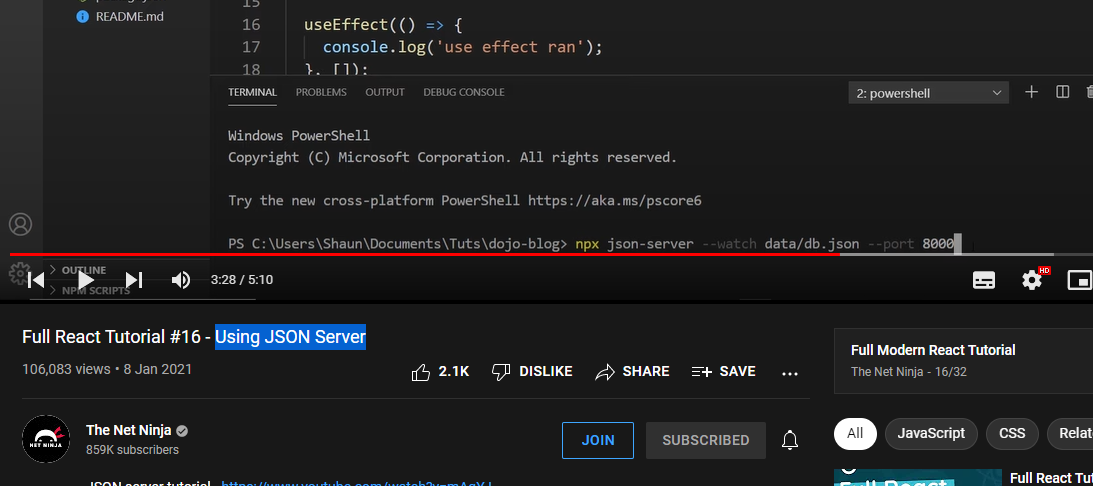 15
README.md
16 useEffect(() => {
17 console.log('use effect ran');
18 }, []);
TERMINAL PROBLEMS OUTPUT DEBUG CONSOLE 2: powershell
Windows PowerShell
Copyright (C) Microsoft Corporation. All rights reserved.
Try the new cross-platform PowerShell https://aka.ms/pscore6
PS C:\Users\Shaun\Documents\Tuts\dojo-blog> npx json-server --watch data/db.json --port 8000
OUTLINE
3:28 / 5:10 HD
NPM SCRIPTS
Full React Tutorial #16 - Using JSON Server
106,083 views • 8 Jan 2021
2.1K DISLIKE SHARE SAVE ...
Full Modern React Tutorial
The Net Ninja - 16/32
NET NINJA
The Net Ninja
859K subscribers
JOIN SUBSCRIBED
All JavaScript CSS Relat
JSON server tutorial - https://www.youtube.com/watch?v=
Full React Tut
Full React